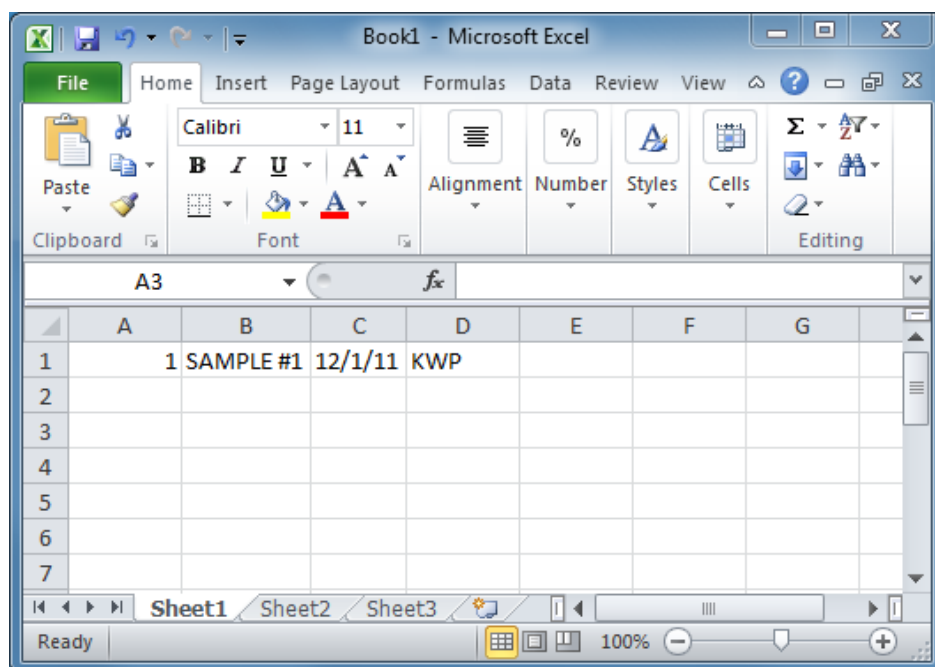 Book1 - Microsoft Excel
File Home Insert Page Layout Formulas Data Review View
Calibri 11 % Σ A Z
B I U A A
Paste Alignment Number Styles Cells
A A
Clipboard Font Editing
A3 fx
A B C D E F G
1 1 SAMPLE #1 12/1/11 KWP
2
3
4
5
6
7
Sheet1 Sheet2 Sheet3
Ready 100%